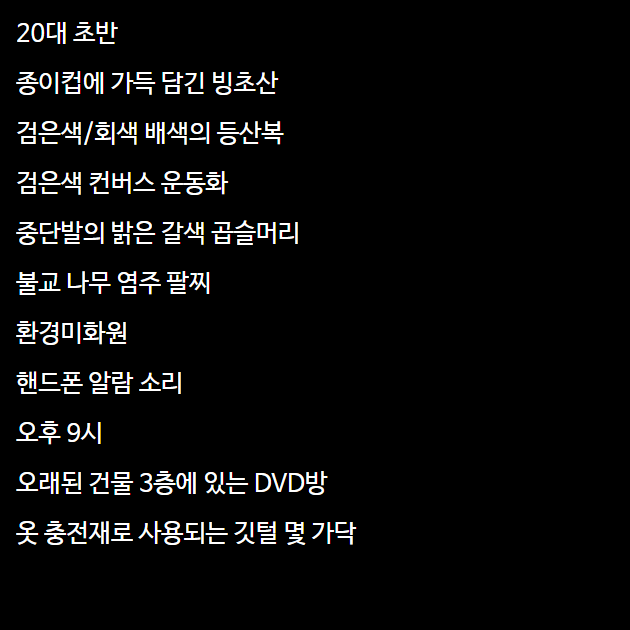 20대 초반
종이컵에 가득 담긴 빙초산
검은색/회색 배색의 등산복
검은색 컨버스 운동화
중단발의 밝은 갈색 곱슬머리
불교 나무 염주 팔찌
환경미화원
핸드폰 알람 소리
오후 9시
오래된 건물 3층에 있는 DVD방
옷 충전재로 사용되는 깃털 몇 가닥